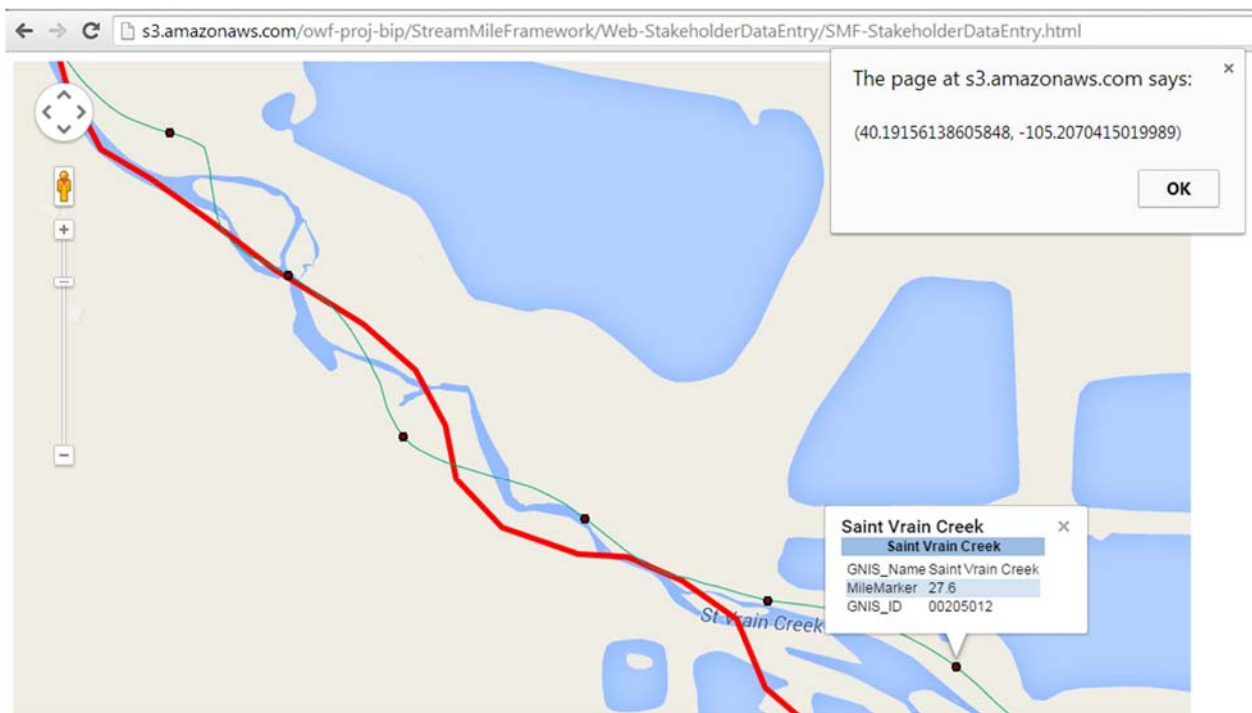 s3.amazonaws.com/owf-proj-bip/StreamMileFramework/Web-StakeholderDataEntry/SMF-StakeholderDataEntry.html
The page at s3.amazonaws.com says:
(40.19156138605848, -105.2070415019989)
OK
Saint Vrain Creek
Saint Vrain Creek
GNIS_Name Saint Vrain Creek
MileMarker 27.6
GNIS_ID 00205012
St Vrain Creek